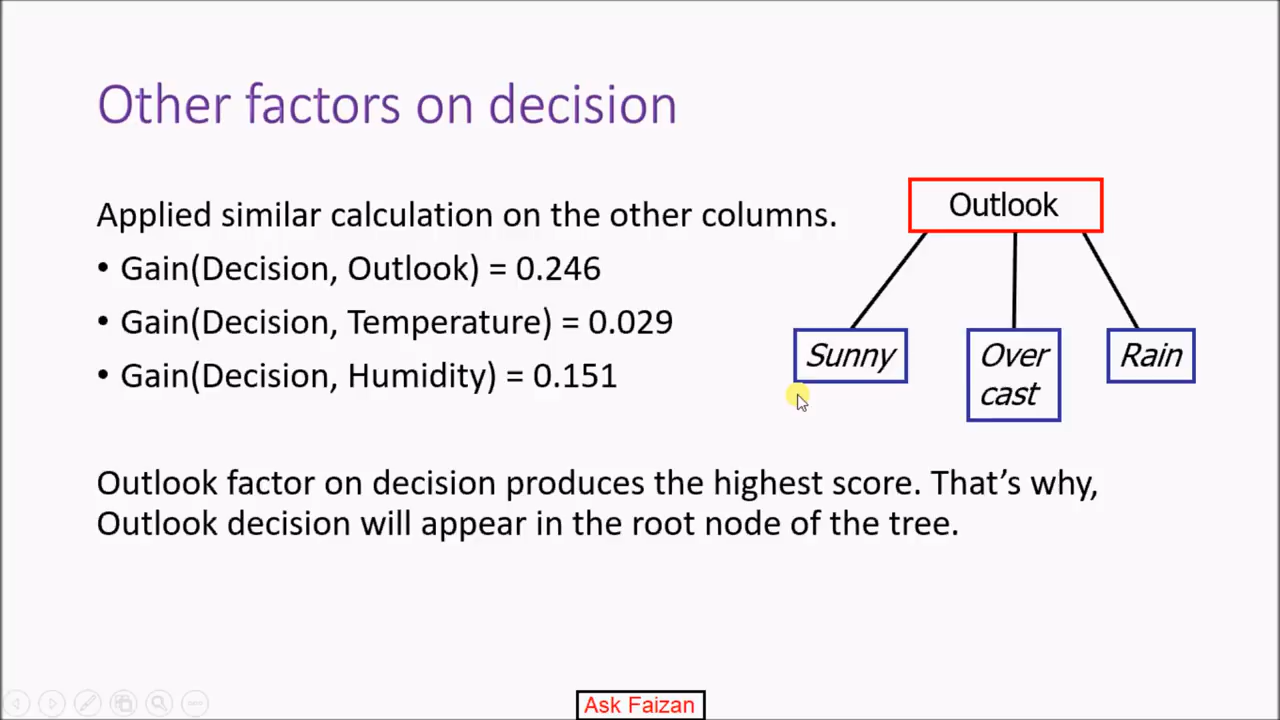 Other factors on decision
Applied similar calculation on the other columns.
• Gain(Decision, Outlook) = 0.246
• Gain(Decision, Temperature) = 0.029
• Gain(Decision, Humidity) = 0.151
Outlook
Sunny
Over
cast
Rain
Outlook factor on decision produces the highest score. That’s why,
Outlook decision will appear in the root node of the tree.
Ask Faizan